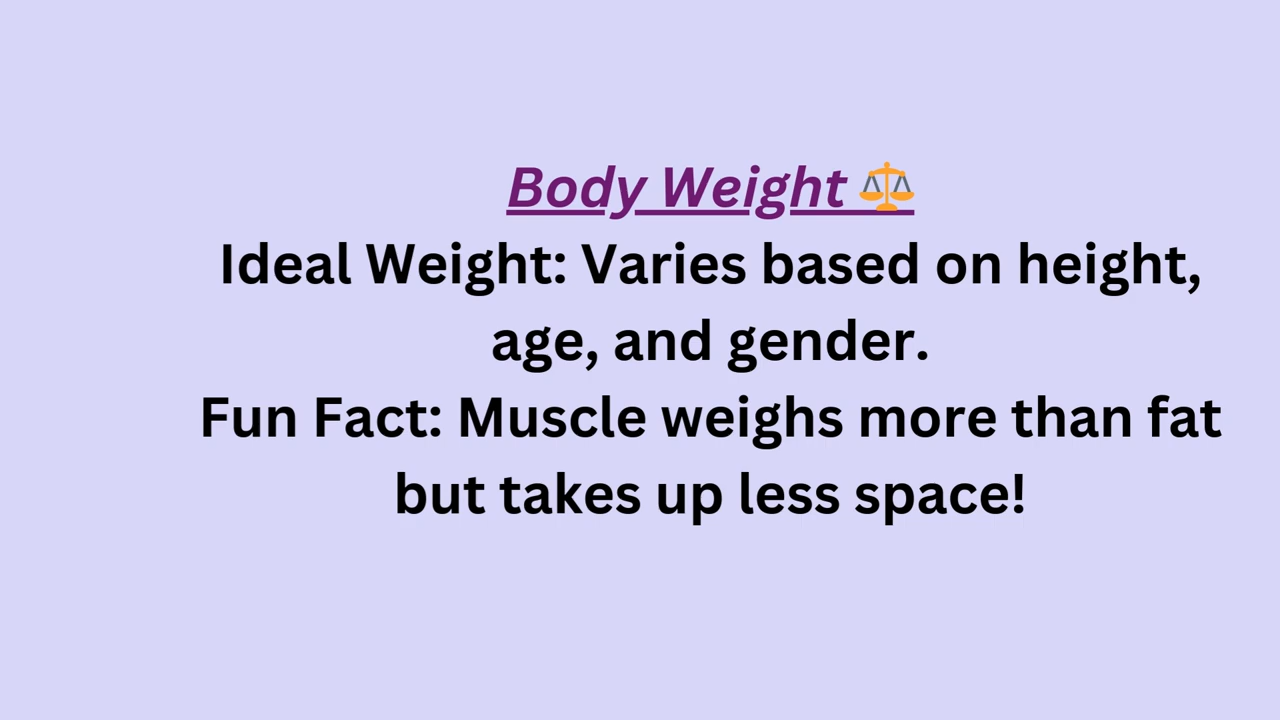 Body Weight ⚖️
Ideal Weight: Varies based on height,
age, and gender.
Fun Fact: Muscle weighs more than fat
but takes up less space!